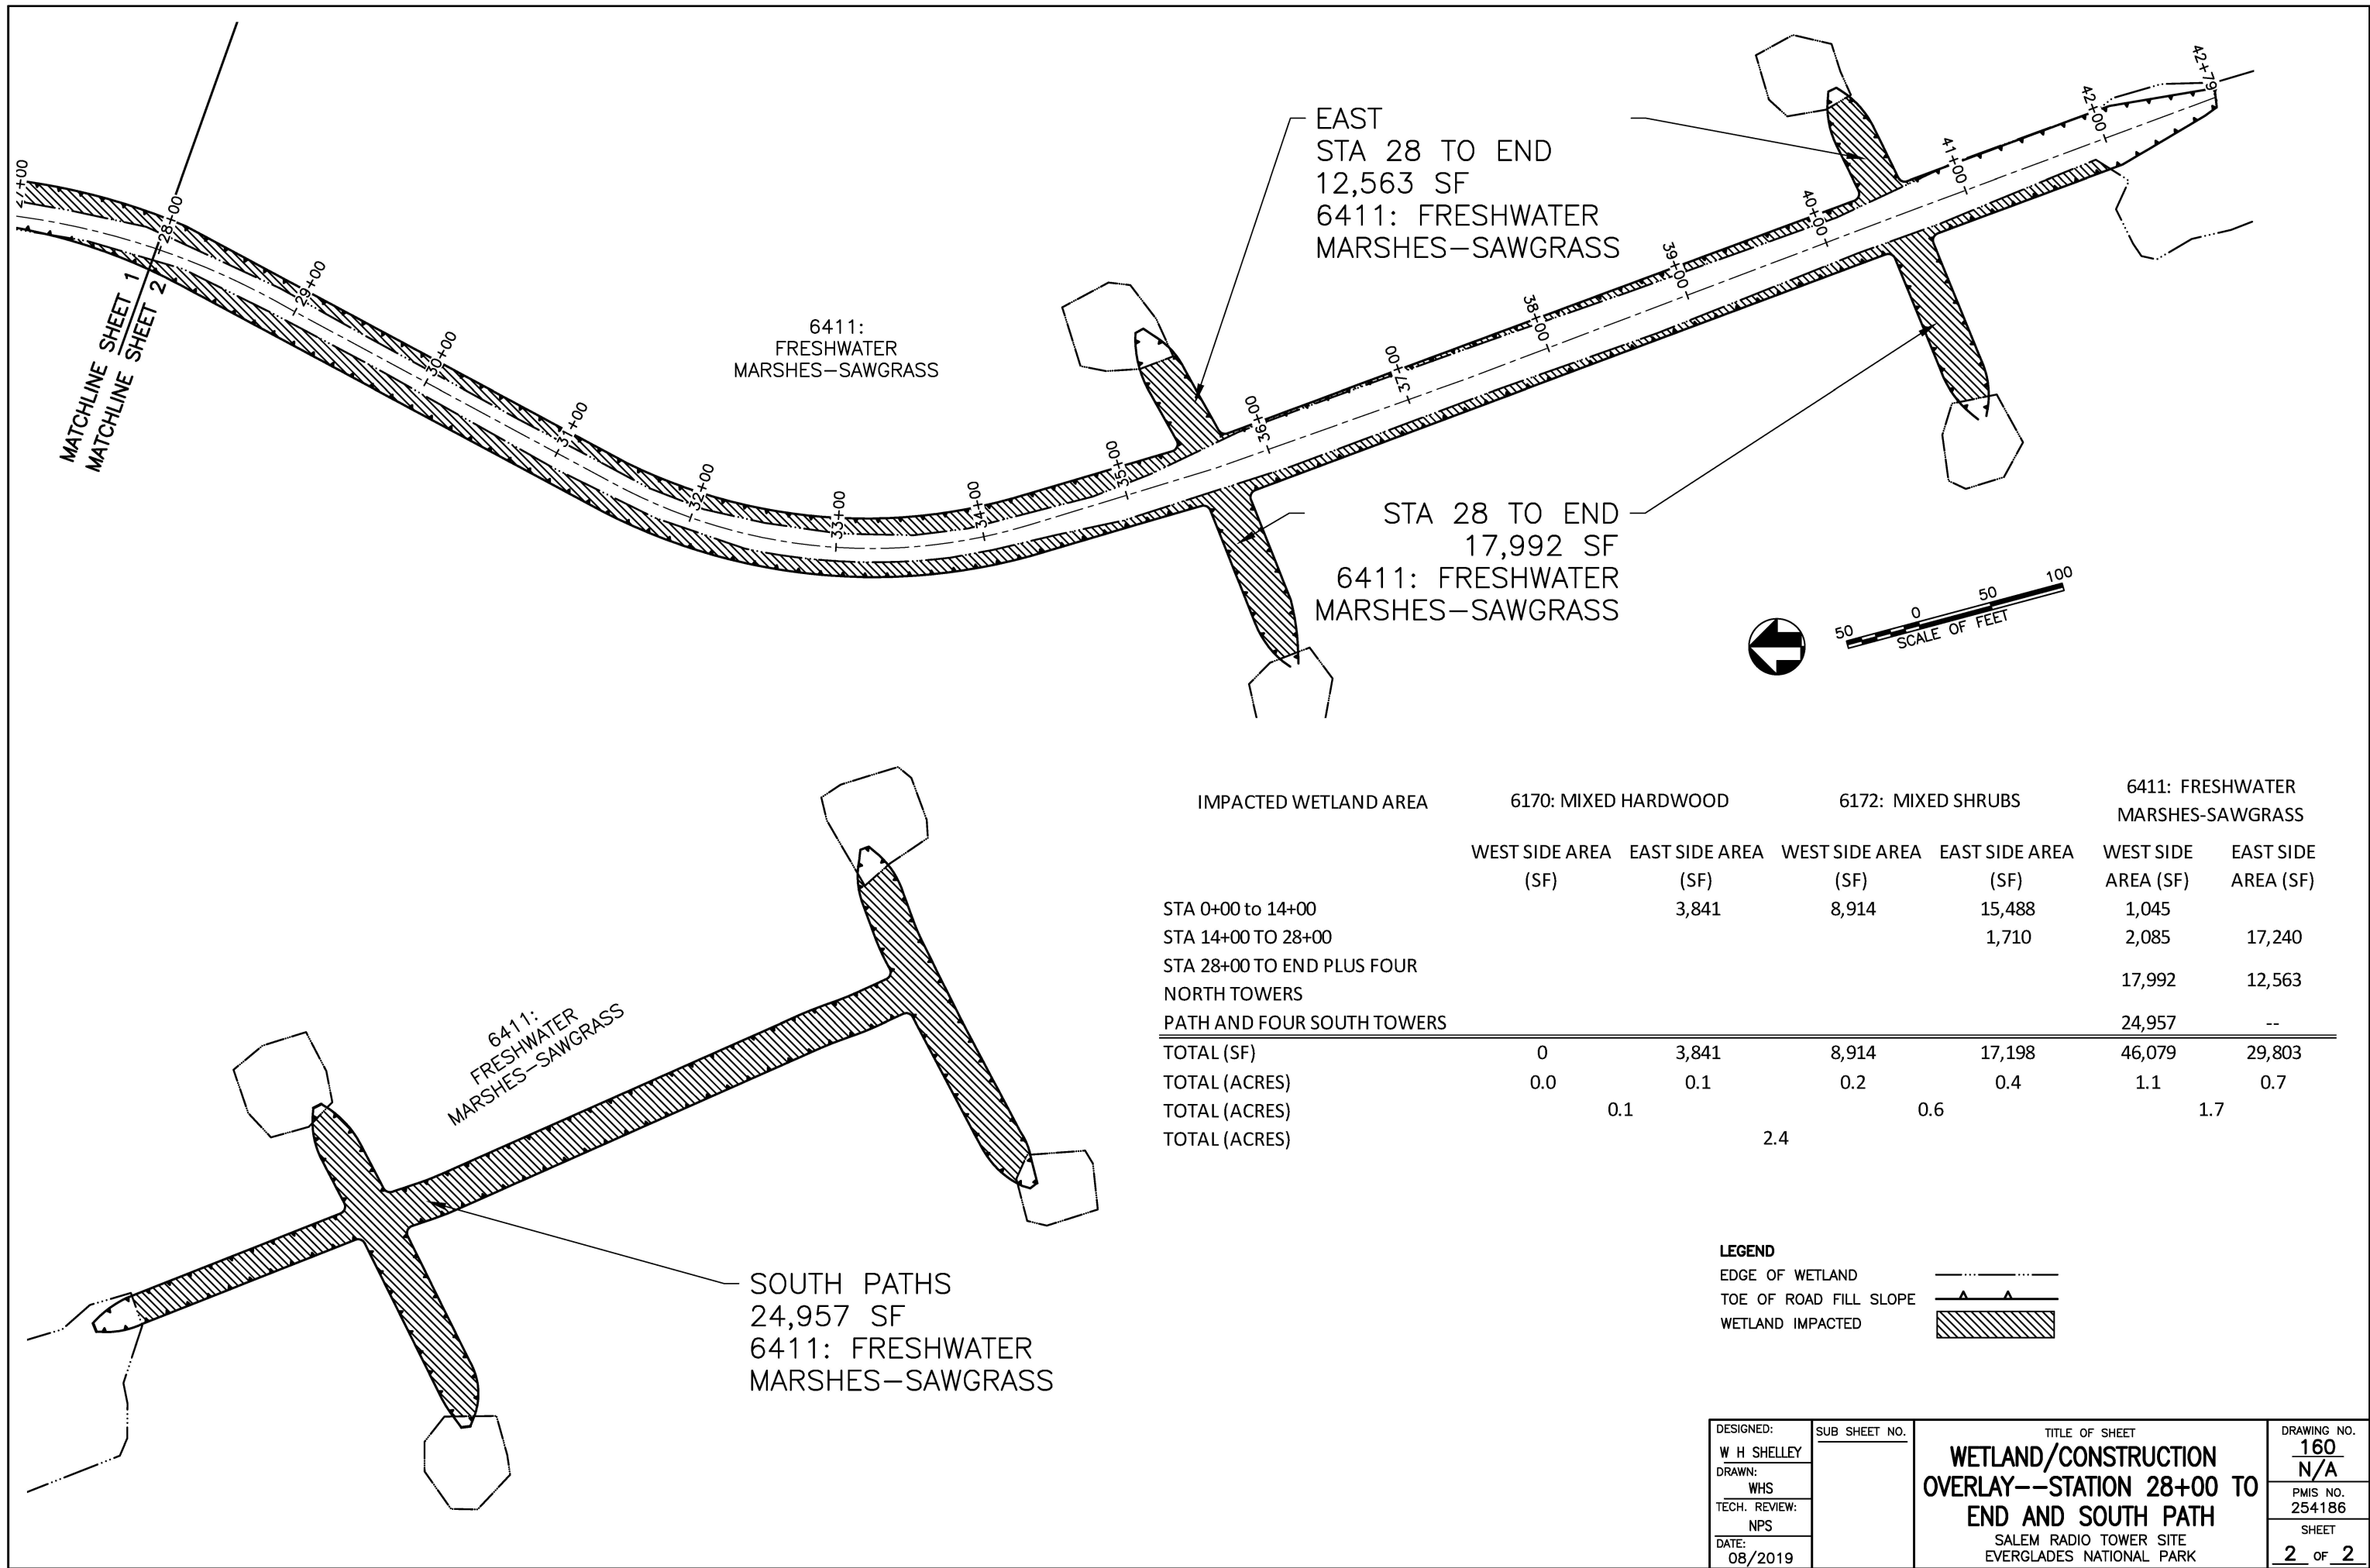 EAST
STA 28 TO END
12,563 SF
6411: FRESHWATER
MARSHES-SAWGRASS
27+00
28+00
29+00
30+00
31+00
32+00
33+00
34+00
35+00
36+00
37+00
38+00
39+00
40+00
41+00
42+00
42+79
MATCHLINE SHEET 1
MATCHLINE SHEET 2
6411:
FRESHWATER
MARSHES-SAWGRASS
STA 28 TO END
17,992 SF
6411: FRESHWATER
MARSHES-SAWGRASS
50 0 50 100
SCALE OF FEET
6411:
FRESHWATER
MARSHES-SAWGRASS
SOUTH PATHS
24,957 SF
6411: FRESHWATER
MARSHES-SAWGRASS
IMPACTED WETLAND AREA 6170: MIXED HARDWOOD 6172: MIXED SHRUBS 6411: FRESHWATER
MARSHES-SAWGRASS
WEST SIDE AREA EAST SIDE AREA WEST SIDE AREA EAST SIDE AREA WEST SIDE EAST SIDE
(SF) (SF) (SF) (SF) AREA (SF) AREA (SF)
STA 0+00 to 14+00 3,841 8,914 15,488 1,045
STA 14+00 TO 28+00 1,710 2,085 17,240
STA 28+00 TO END PLUS FOUR
NORTH TOWERS 17,992 12,563
PATH AND FOUR SOUTH TOWERS 24,957 --
TOTAL (SF) 0 3,841 8,914 17,198 46,079 29,803
TOTAL (ACRES) 0.0 0.1 0.2 0.4 1.1 0.7
TOTAL (ACRES) 0.1 0.6 1.7
TOTAL (ACRES) 2.4
LEGEND
EDGE OF WETLAND
TOE OF ROAD FILL SLOPE
WETLAND IMPACTED
DESIGNED:
W H SHELLEY
DRAWN:
WHS
TECH. REVIEW:
NPS
DATE:
08/2019
SUB SHEET NO.
TITLE OF SHEET
WETLAND/CONSTRUCTION
OVERLAY--STATION 28+00 TO
END AND SOUTH PATH
SALEM RADIO TOWER SITE
EVERGLADES NATIONAL PARK
DRAWING NO.
160
N/A
PMIS NO.
254186
SHEET
2 OF 2